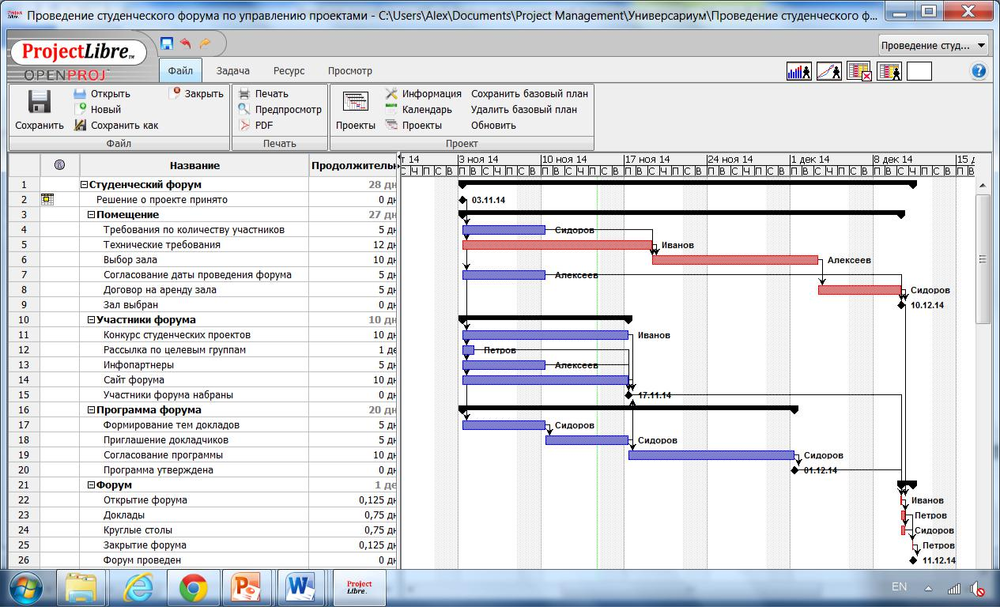 Проведение студенческого форума по управлению проектами - C:\Users\Alex\Documents\Project Management\Универсариум\Проведение студенческого ф...
ProjectLibre™
OPENPROJ
Проведение студ...
Файл Задача Ресурс Просмотр
Сохранить
Открыть
Новый
Сохранить как
Закрыть
Файл
Печать
Предпросмотр
PDF
Печать
Проекты
Информация
Календарь
Проекты
Сохранить базовый план
Удалить базовый план
Обновить
Проект
Название Продолжительн
т 14 3 ноя 14 10 ноя 14 17 ноя 14 24 ноя 14 1 дек 14 8 дек 14 15 д
С Ч П С В П В С Ч П С В П В С Ч П С В П В С Ч П С В П В С Ч П С В П В С Ч П С В П В С Ч П С В П В
1 Студенческий форум 28 дн
2 Решение о проекте принято 0 дн 03.11.14
3 Помещение 27 дн
4 Требования по количеству участников 5 дн Сидоров
5 Технические требования 12 дн Иванов
6 Выбор зала 10 дн Алексеев
7 Согласование даты проведения форума 5 дн Алексеев
8 Договор на аренду зала 5 дн Сидоров
9 Зал выбран 0 дн 10.12.14
10 Участники форума 10 дн
11 Конкурс студенческих проектов 10 дн Иванов
12 Рассылка по целевым группам 1 де Петров
13 Инфопартнеры 5 дн Алексеев
14 Сайт форума 10 дн
15 Участники форума набраны 0 дн 17.11.14
16 Программа форума 20 дн
17 Формирование тем докладов 5 дн Сидоров
18 Приглашение докладчиков 5 дн Сидоров
19 Согласование программы 10 дн Сидоров
20 Программа утверждена 0 дн 01.12.14
21 Форум 1 де
22 Открытие форума 0,125 дн Иванов
23 Доклады 0,75 дн Петров
24 Круглые столы 0,75 дн Сидоров
25 Закрытие форума 0,125 дн Петров
26 Форум проведен 0 дн 11.12.14
Project
Libre
EN